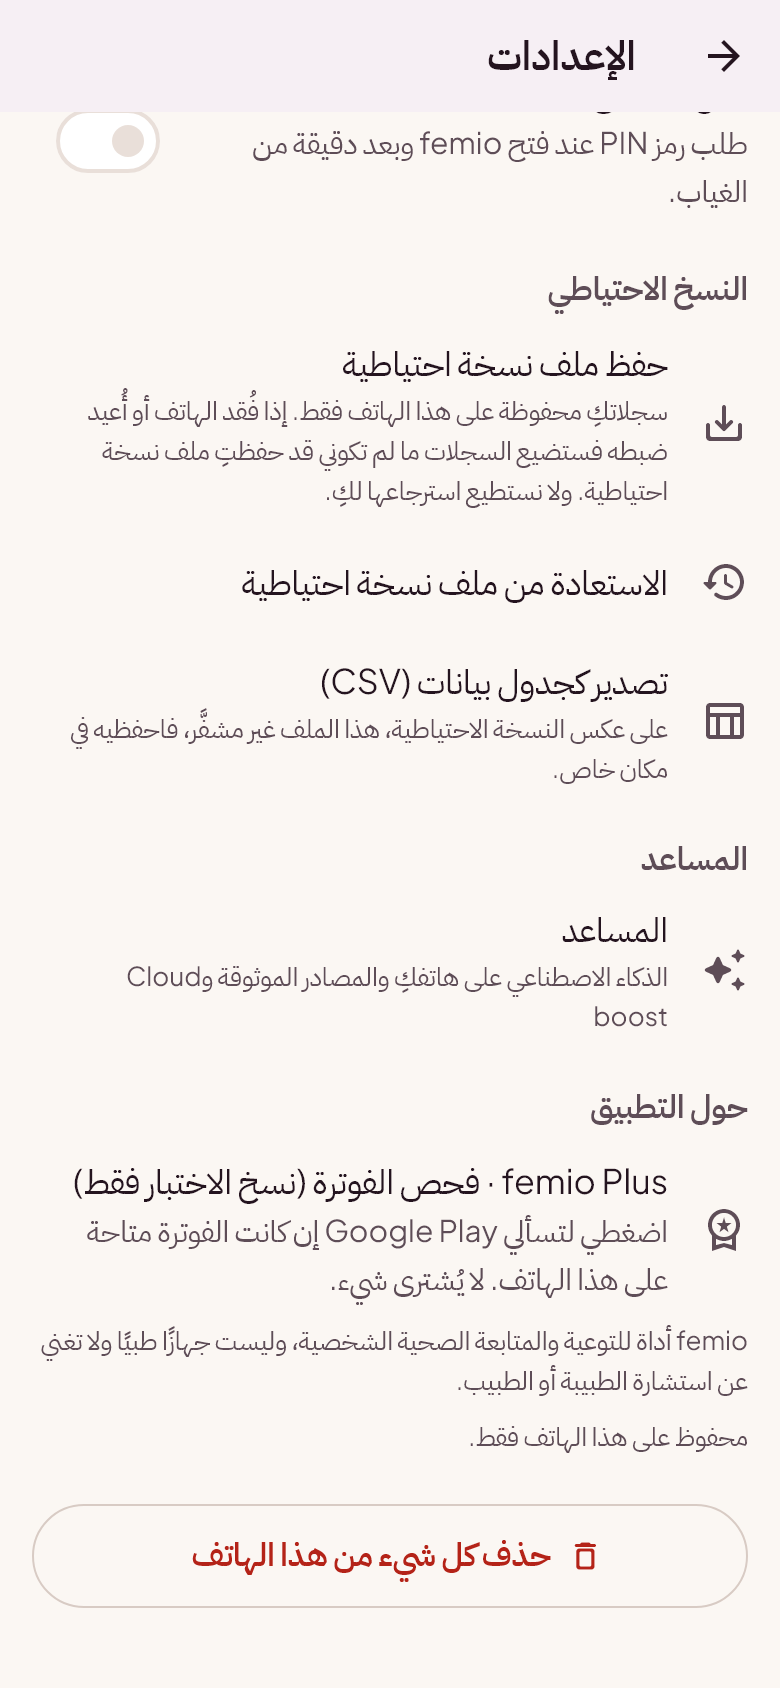 الإعدادات
طلب رمز PIN عند فتح femio وبعد دقيقة من
الغياب.
النسخ الاحتياطي
حفظ ملف نسخة احتياطية
سجلاتكِ محفوظة على هذا الهاتف فقط. إذا فُقد الهاتف أو أُعيد
ضبطه فستضيع السجلات ما لم تكوني قد حفظتِ ملف نسخة
احتياطية. ولا نستطيع استرجاعها لكِ.
الاستعادة من ملف نسخة احتياطية
تصدير كجدول بيانات (CSV)
على عكس النسخة الاحتياطية، هذا الملف غير مشفَّر، فاحفظيه في
مكان خاص.
المساعد
المساعد
الذكاء الاصطناعي على هاتفكِ والمصادر الموثوقة وCloud
boost
حول التطبيق
femio Plus · فحص الفوترة (نسخ الاختبار فقط)
اضغطي لتسألي Google Play إن كانت الفوترة متاحة
على هذا الهاتف. لا يُشترى شيء.
femio أداة للتوعية والمتابعة الصحية الشخصية، وليست جهازًا طبيًا ولا تغني
عن استشارة الطبيبة أو الطبيب.
محفوظ على هذا الهاتف فقط.
حذف كل شيء من هذا الهاتف